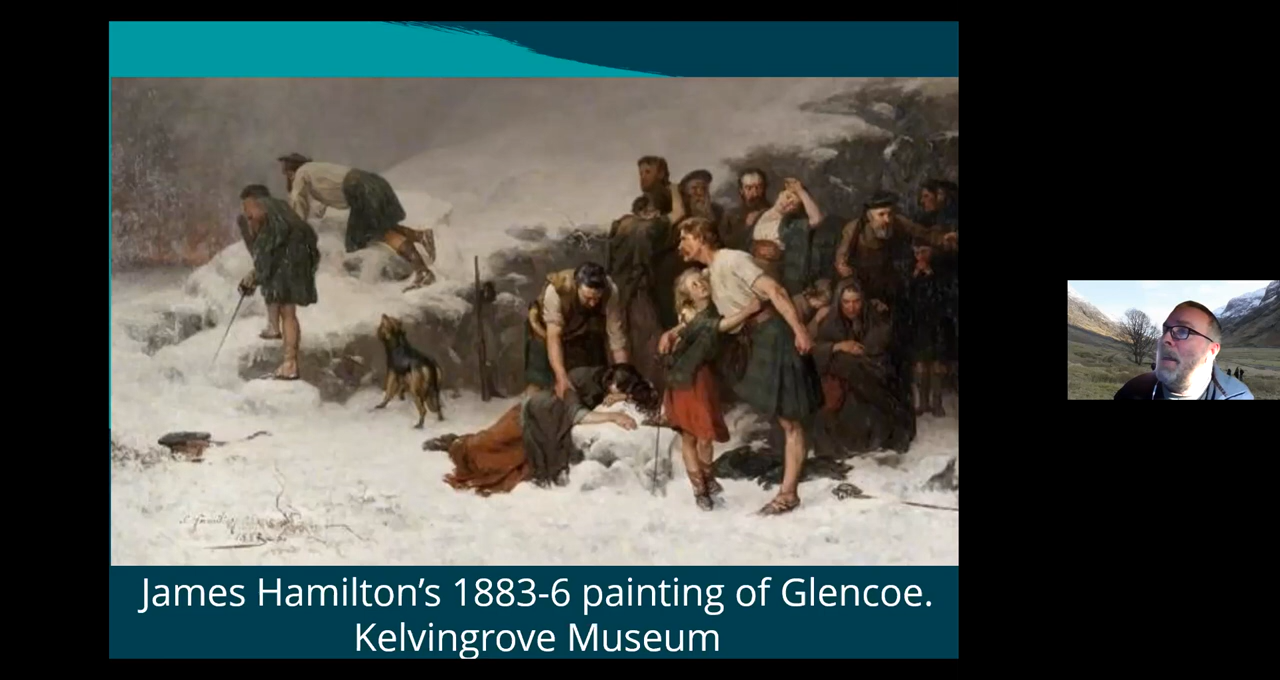 James Hamilton’s 1883-6 painting of Glencoe.
Kelvingrove Museum